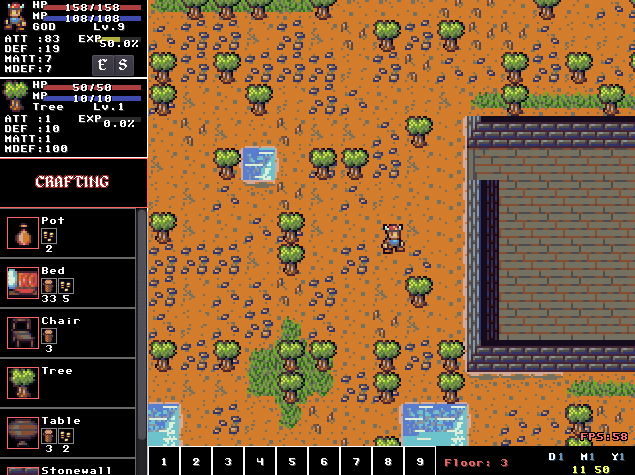 HP 158/158
MP 108/108
GOD Lv.9
ATT :83 EXP 50.0%
DEF :19
MATT:7
MDEF:7
E S
HP 50/50
MP 10/10
Tree Lv.1
ATT :1 EXP 0.0%
DEF :10
MATT:1
MDEF:100
CRAFTING
Pot
2
Bed
33 5
Chair
3
Tree
Table
3 2
Stonewall
1 2 3 4 5 6 7 8 9
Floor: 3
FPS:58
D1 M1 Y1
11 50